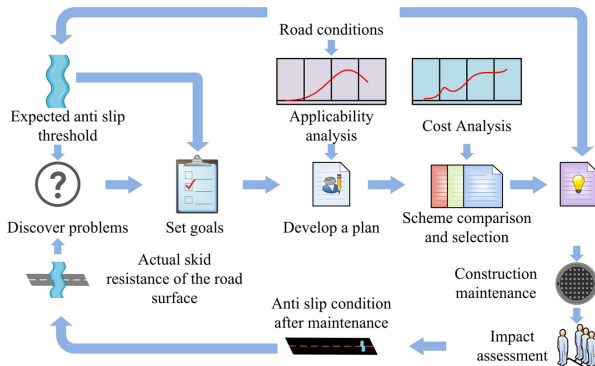 Road conditions
Expected anti slip
threshold
Applicability
analysis
Cost Analysis
Discover problems
Set goals
Develop a plan
Scheme comparison
and selection
Actual skid
resistance of the road
surface
Construction
maintenance
Anti slip condition
after maintenance
Impact
assessment